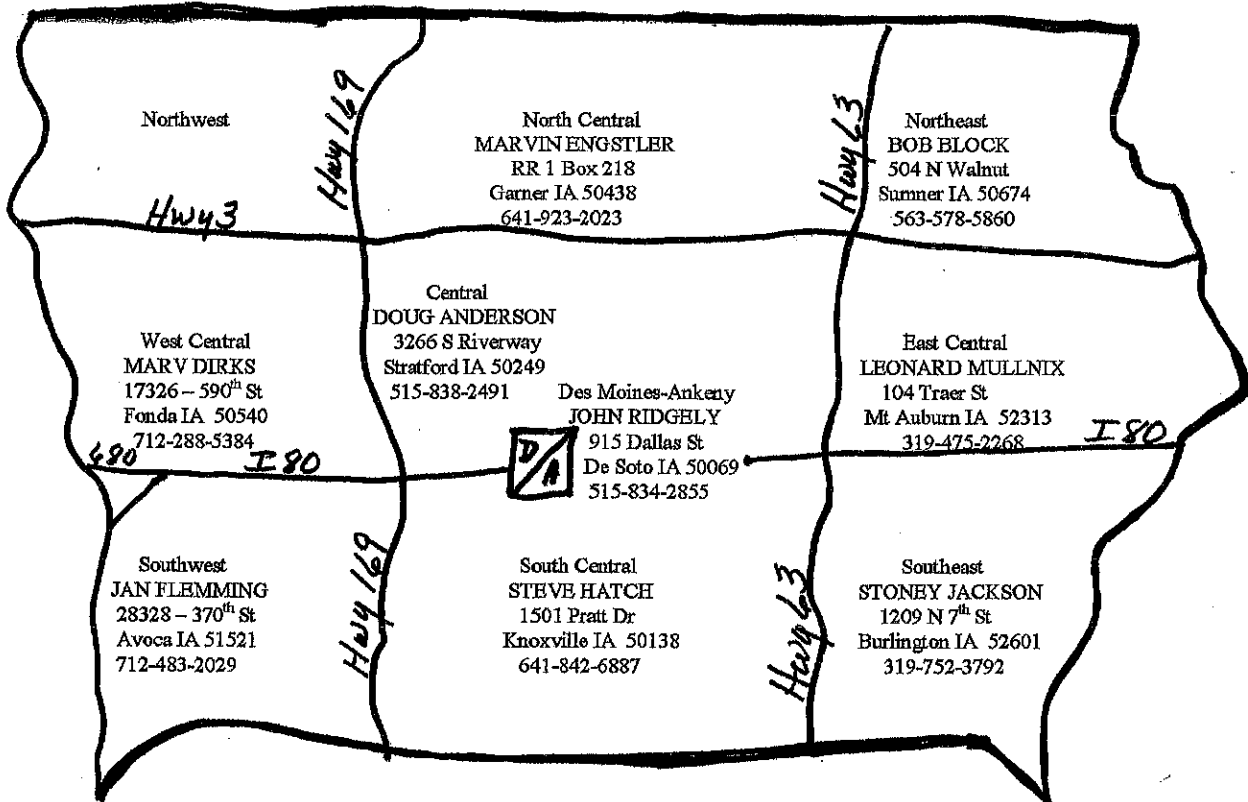 Northwest
Hwy 169
North Central
MARVIN ENGSTLER
RR 1 Box 218
Garner IA 50438
641-923-2023
Hwy 63
Northeast
BOB BLOCK
504 N Walnut
Sumner IA 50674
563-578-5860
Hwy 3
West Central
MARV DIRKS
17326 – 590th St
Fonda IA 50540
712-288-5384
Central
DOUG ANDERSON
3266 S Riverway
Stratford IA 50249
515-838-2491
Des Moines-Ankeny
JOHN RIDGELY
915 Dallas St
De Soto IA 50069
515-834-2855
D/A
East Central
LEONARD MULLNIX
104 Traer St
Mt Auburn IA 52313
319-475-2268
I 80
680
I 80
Southwest
JAN FLEMMING
28328 – 370th St
Avoca IA 51521
712-483-2029
Hwy 169
South Central
STEVE HATCH
1501 Pratt Dr
Knoxville IA 50138
641-842-6887
Hwy 63
Southeast
STONEY JACKSON
1209 N 7th St
Burlington IA 52601
319-752-3792